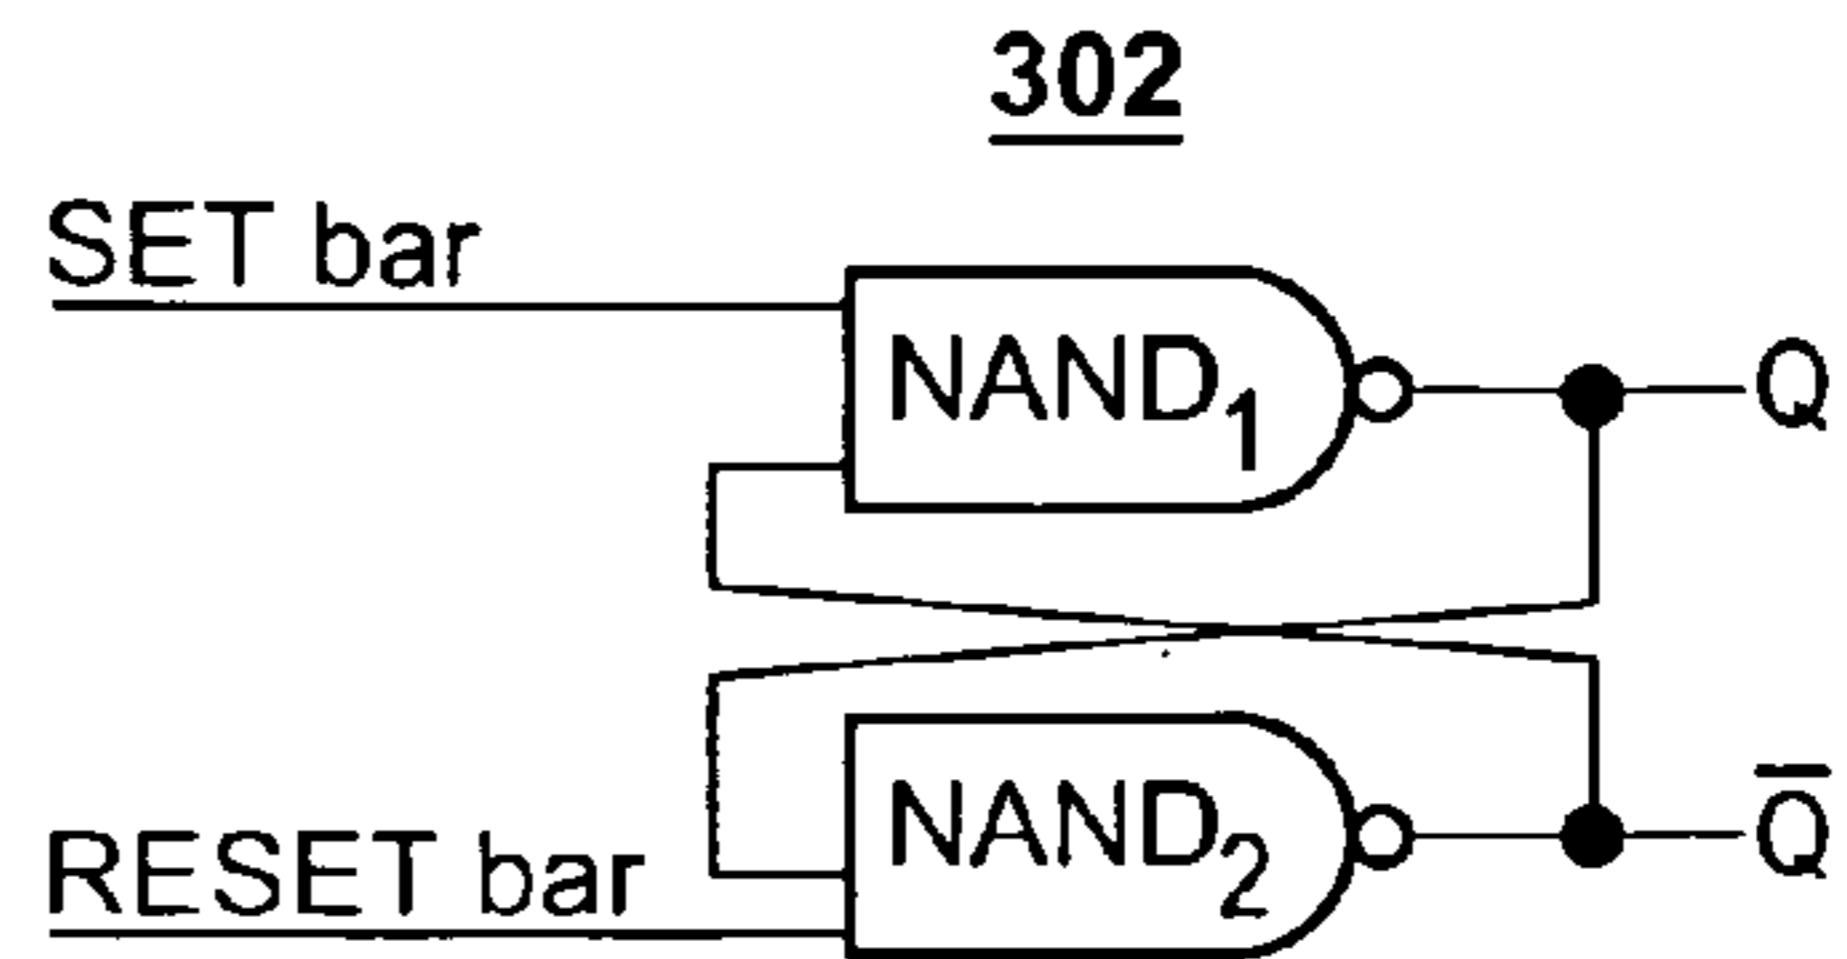 302
SET bar
NAND1
Q
RESET bar
NAND2
Q̅